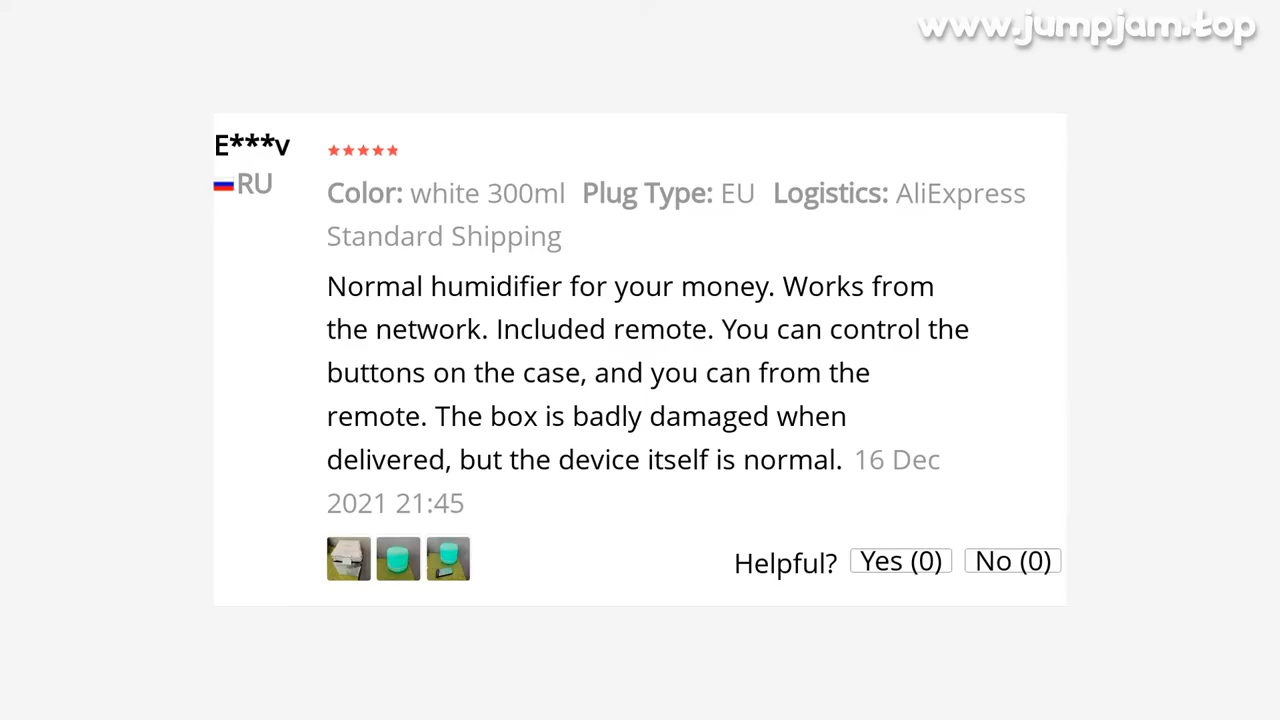 www.jumpjam.top
E***v
RU
Color: white 300ml Plug Type: EU Logistics: AliExpress
Standard Shipping
Normal humidifier for your money. Works from
the network. Included remote. You can control the
buttons on the case, and you can from the
remote. The box is badly damaged when
delivered, but the device itself is normal. 16 Dec
2021 21:45
Helpful? Yes (0) No (0)